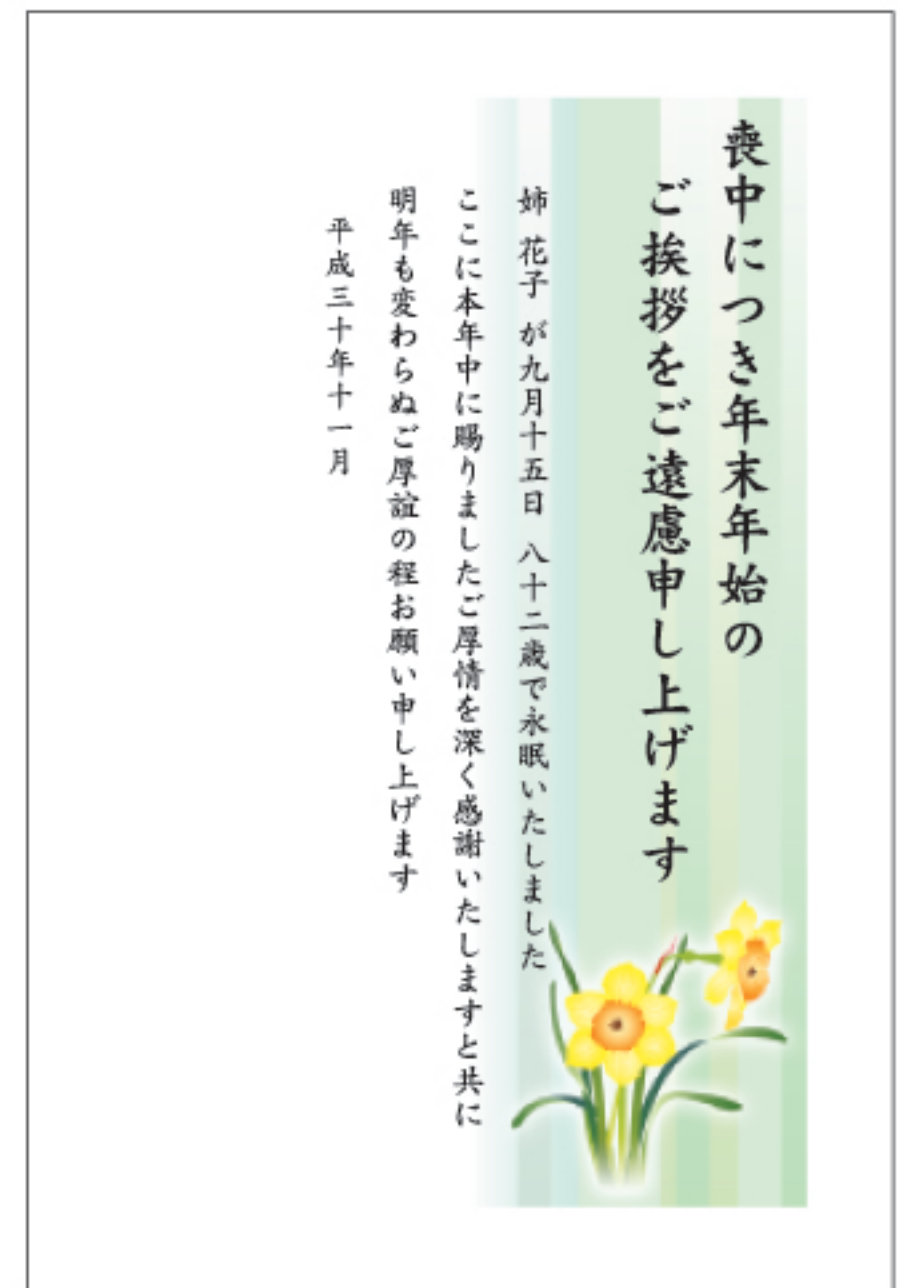 喪中につき年末年始の
ご挨拶をご遠慮申し上げます
姉 花子 が九月十五日 八十二歳で永眠いたしました
ここに本年中に賜りましたご厚情を深く感謝いたしますと共に
明年も変わらぬご厚誼の程お願い申し上げます
平成三十年十一月